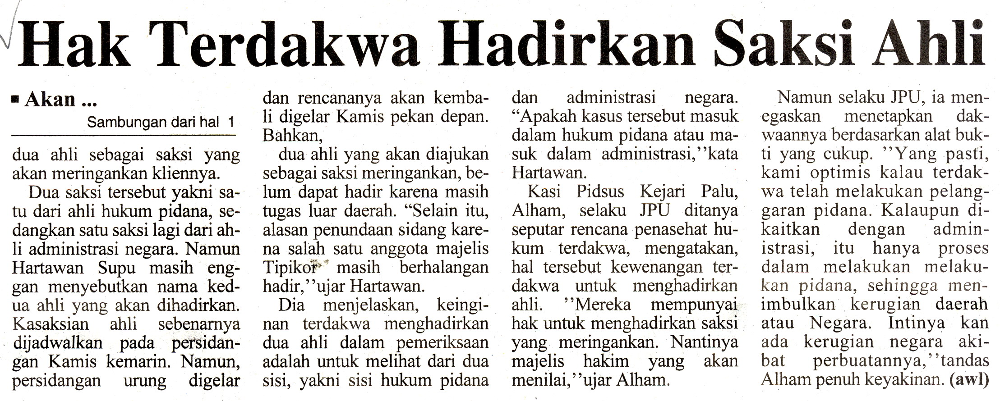 Hak Terdakwa Hadirkan Saksi Ahli
▪ Akan ...
Sambungan dari hal 1
dua ahli sebagai saksi yang
akan meringankan kliennya.
Dua saksi tersebut yakni sa-
tu dari ahli hukum pidana, se-
dangkan satu saksi lagi dari ah-
li administrasi negara. Namun
Hartawan Supu masih eng-
gan menyebutkan nama ked-
ua ahli yang akan dihadirkan.
Kasaksian ahli sebenarnya
dijadwalkan pada persidan-
gan Kamis kemarin. Namun,
persidangan urung digelar
dan rencananya akan kemba-
li digelar Kamis pekan depan.
Bahkan,
dua ahli yang akan diajukan
sebagai saksi meringankan, be-
lum dapat hadir karena masih
tugas luar daerah. “Selain itu,
alasan penundaan sidang kare-
na salah satu anggota majelis
Tipikor masih berhalangan
hadir,’’ujar Hartawan.
Dia menjelaskan, keingi-
nan terdakwa menghadirkan
dua ahli dalam pemeriksaan
adalah untuk melihat dari dua
sisi, yakni sisi hukum pidana
dan administrasi negara.
“Apakah kasus tersebut masuk
dalam hukum pidana atau ma-
suk dalam administrasi,’’kata
Hartawan.
Kasi Pidsus Kejari Palu,
Alham, selaku JPU ditanya
seputar rencana penasehat hu-
kum terdakwa, mengatakan,
hal tersebut kewenangan ter-
dakwa untuk menghadirkan
ahli. ’’Mereka mempunyai
hak untuk menghadirkan saksi
yang meringankan. Nantinya
majelis hakim yang akan
menilai,’’ujar Alham.
Namun selaku JPU, ia men-
egaskan menetapkan dak-
waannya berdasarkan alat buk-
ti yang cukup. ’’Yang pasti,
kami optimis kalau terdak-
wa telah melakukan pelang-
garan pidana. Kalaupun di-
kaitkan dengan admin-
istrasi, itu hanya proses
dalam melakukan melaku-
kan pidana, sehingga men-
imbulkan kerugian daerah
atau Negara. Intinya kan
ada kerugian negara aki-
bat perbuatannya,’’tandas
Alham penuh keyakinan. (awl)